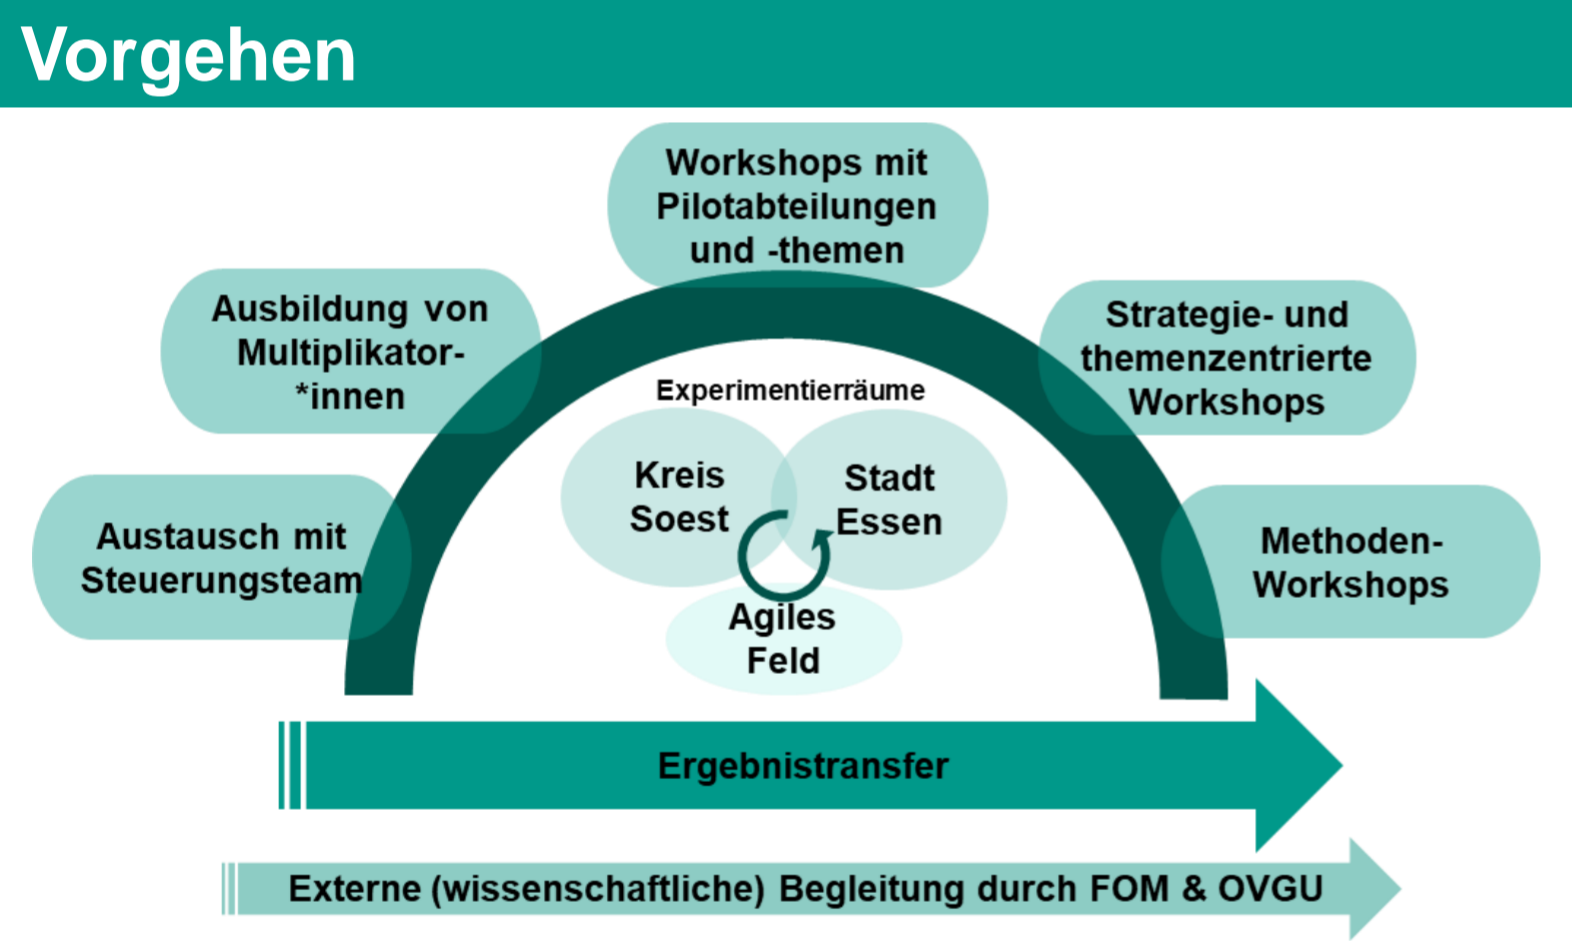 Vorgehen
Workshops mit
Pilotabteilungen
und -themen
Ausbildung von
Multiplikator-
*innen
Strategie- und
themenzentrierte
Workshops
Austausch mit
Steuerungsteam
Methoden-
Workshops
Experimentierräume
Kreis
Soest
Stadt
Essen
Agiles
Feld
Ergebnistransfer
Externe (wissenschaftliche) Begleitung durch FOM & OVGU